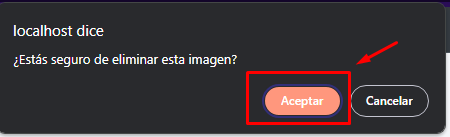 localhost dice
¿Estás seguro de eliminar esta imagen?
Aceptar
Cancelar